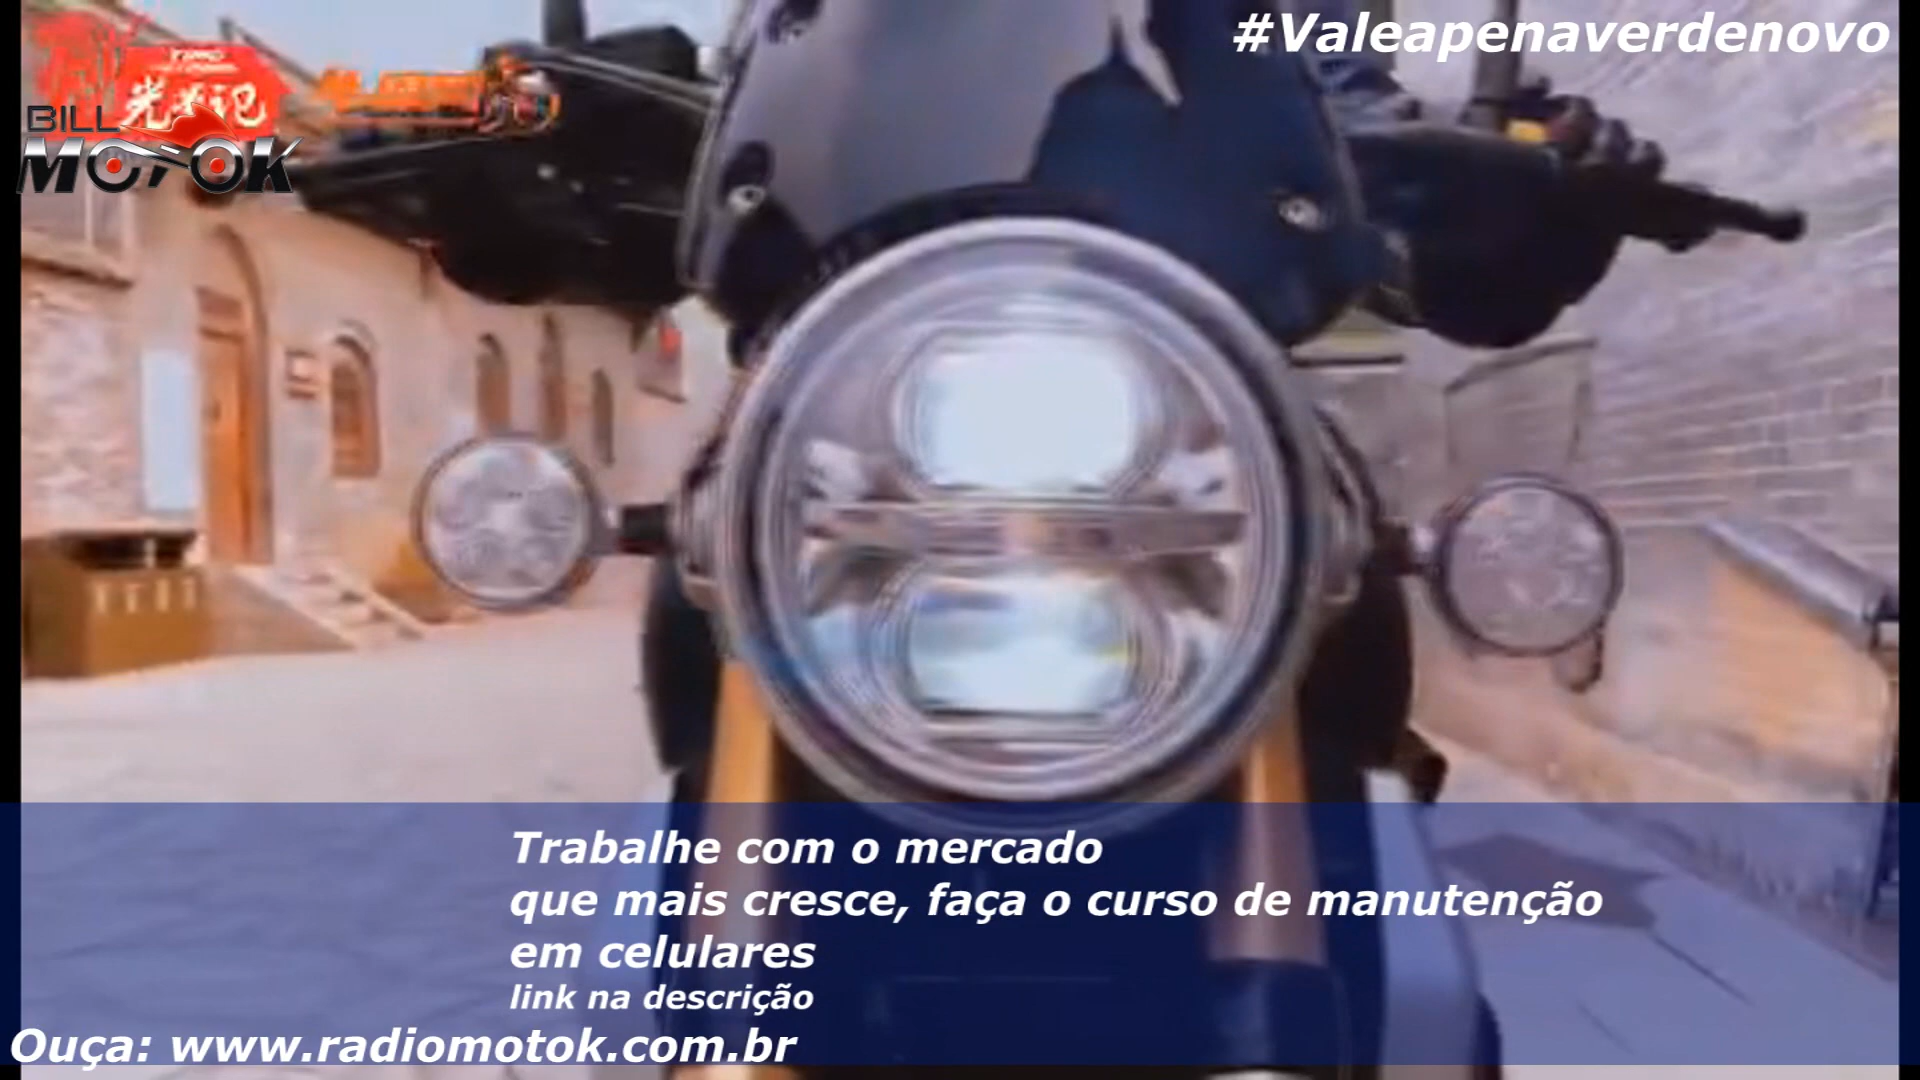 #Valeapenaverdenovo
BILL
MOTOK
Trabalhe com o mercado
que mais cresce, faça o curso de manutenção
em celulares
link na descrição
Ouça: www.radiomotok.com.br